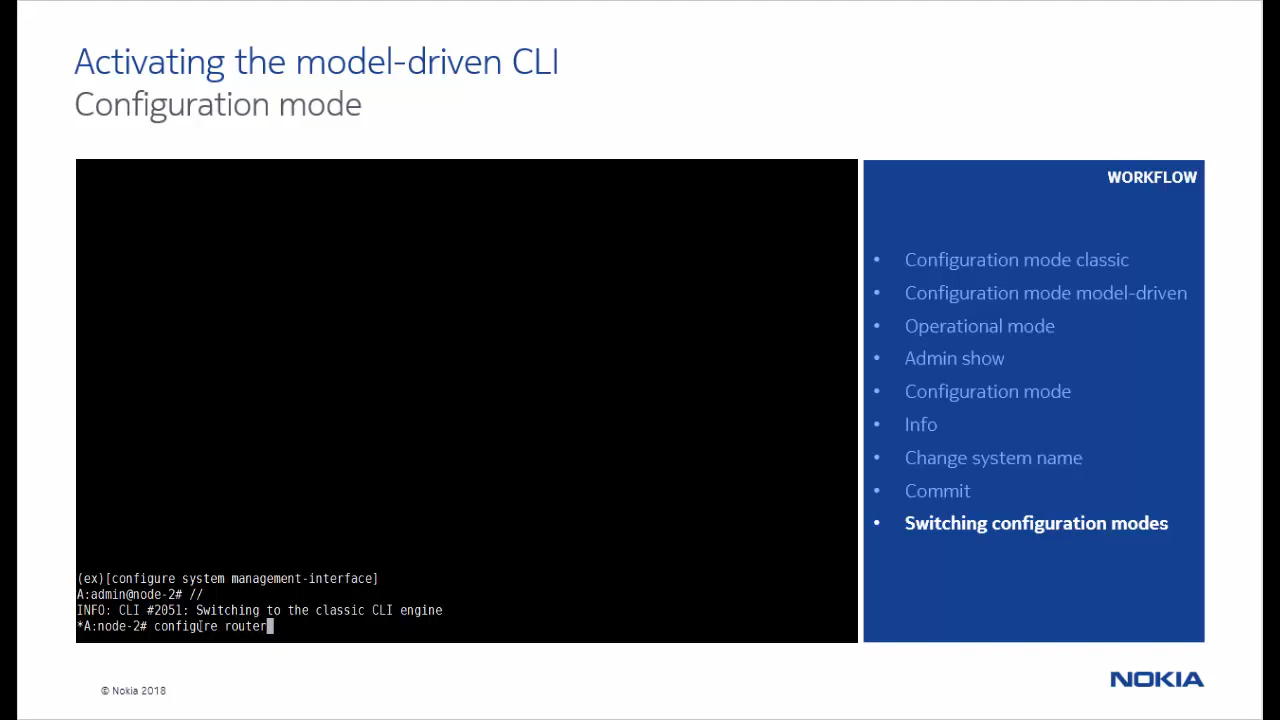 Activating the model-driven CLI
Configuration mode
WORKFLOW
• Configuration mode classic
• Configuration mode model-driven
• Operational mode
• Admin show
• Configuration mode
• Info
• Change system name
• Commit
• Switching configuration modes
(ex)[configure system management-interface]
A:admin@node-2# //
INFO: CLI #2051: Switching to the classic CLI engine
*A:node-2# configure router
© Nokia 2018
NOKIA